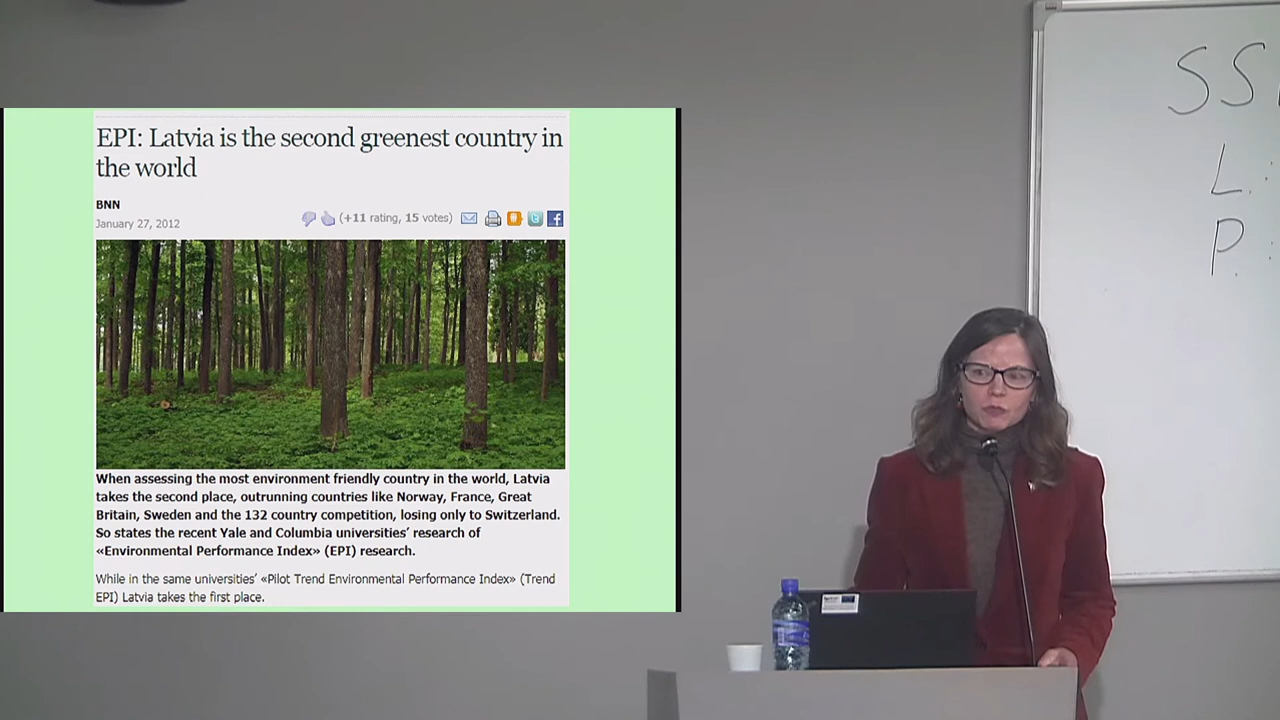 EPI: Latvia is the second greenest country in
the world
BNN
January 27, 2012
(+11 rating, 15 votes)
When assessing the most environment friendly country in the world, Latvia
takes the second place, outrunning countries like Norway, France, Great
Britain, Sweden and the 132 country competition, losing only to Switzerland.
So states the recent Yale and Columbia universities’ research of
«Environmental Performance Index» (EPI) research.
While in the same universities’ «Pilot Trend Environmental Performance Index» (Trend
EPI) Latvia takes the first place.
SS
L.:
P.: